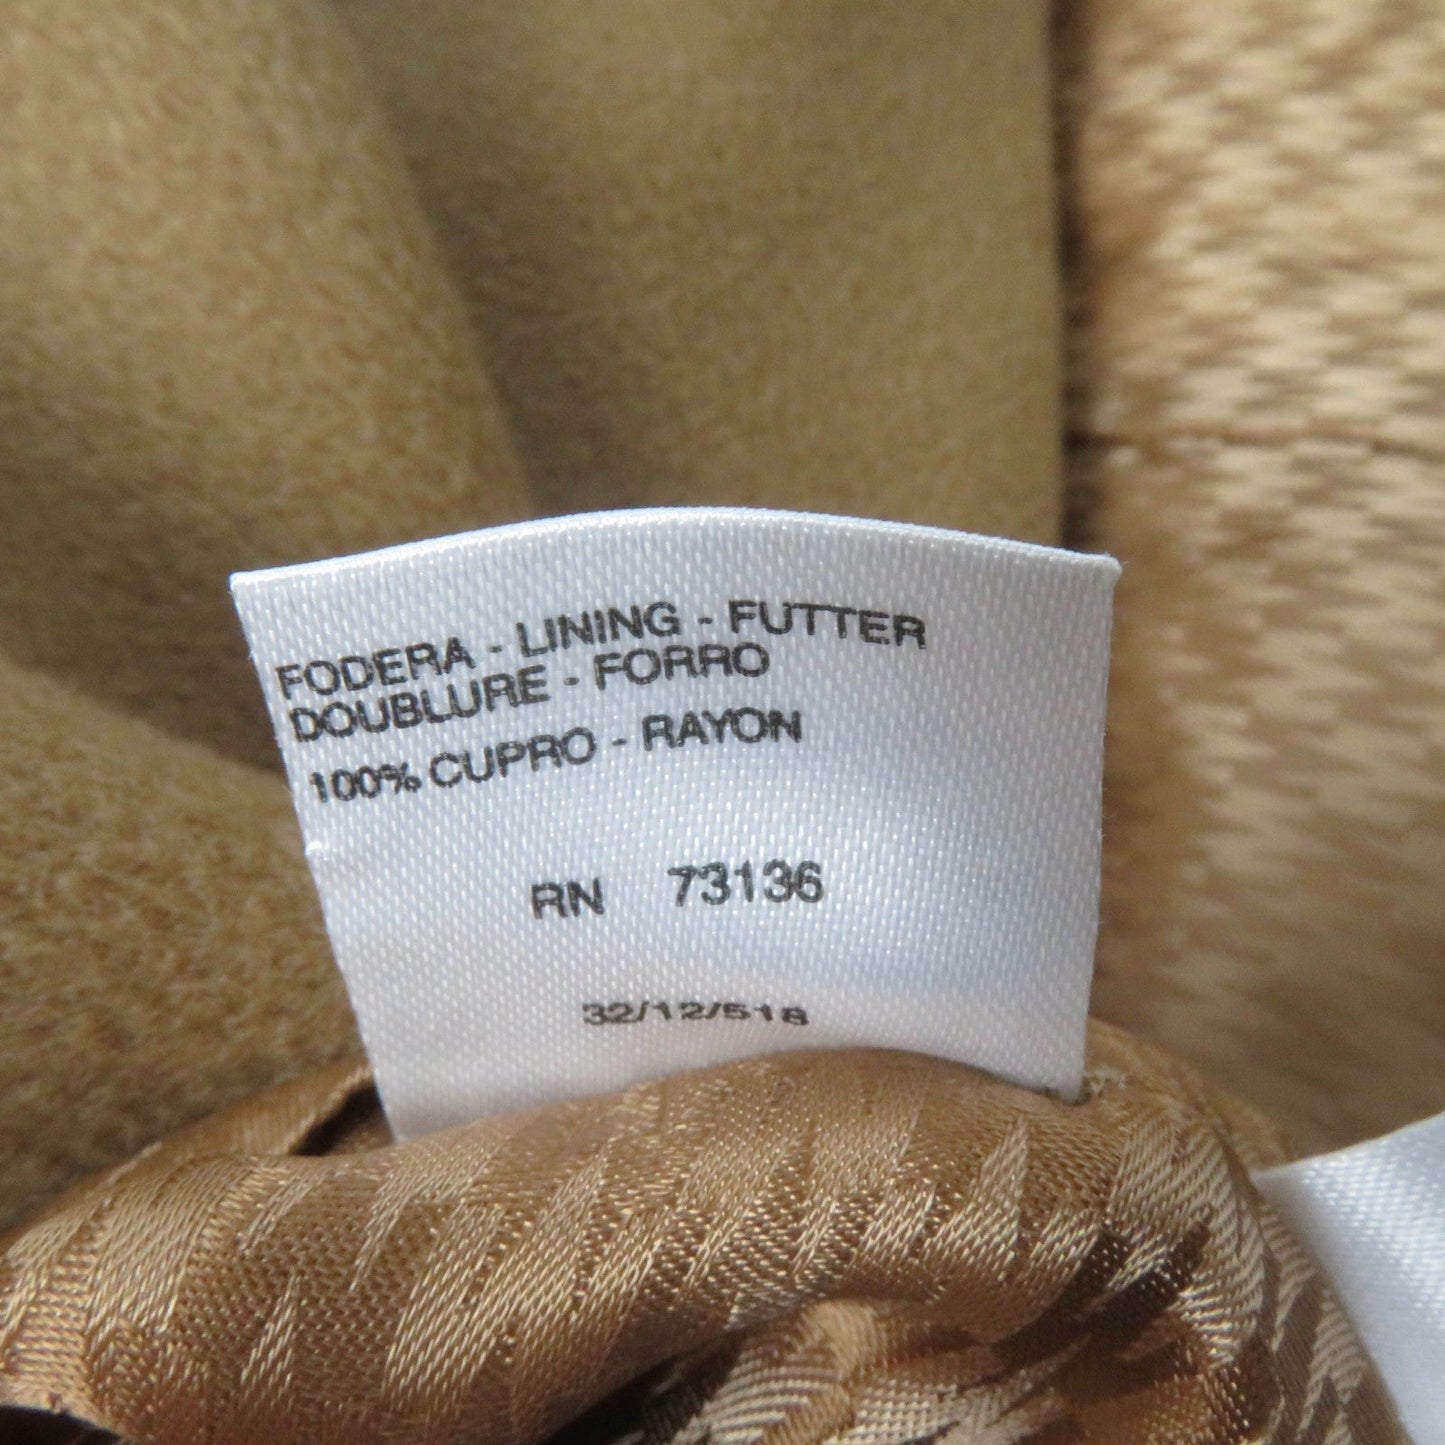 FODERA - LINING - FUTTER
DOUBLURE - FORRO
100% CUPRO - RAYON
RN 73136
32/12/518